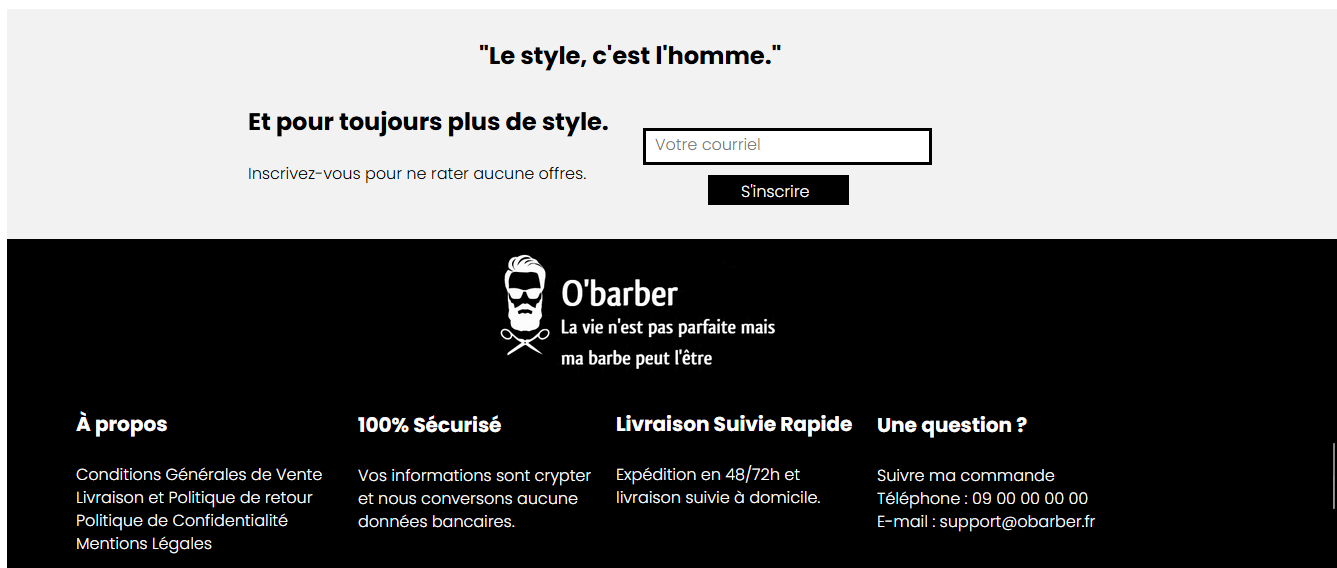 "Le style, c'est l'homme."
Et pour toujours plus de style.
Inscrivez-vous pour ne rater aucune offres.
Votre courriel
S'inscrire
O'barber
La vie n'est pas parfaite mais
ma barbe peut l'être
À propos
Conditions Générales de Vente
Livraison et Politique de retour
Politique de Confidentialité
Mentions Légales
100% Sécurisé
Vos informations sont crypter
et nous conversons aucune
données bancaires.
Livraison Suivie Rapide
Expédition en 48/72h et
livraison suivie à domicile.
Une question ?
Suivre ma commande
Téléphone : 09 00 00 00 00
E-mail : support@obarber.fr